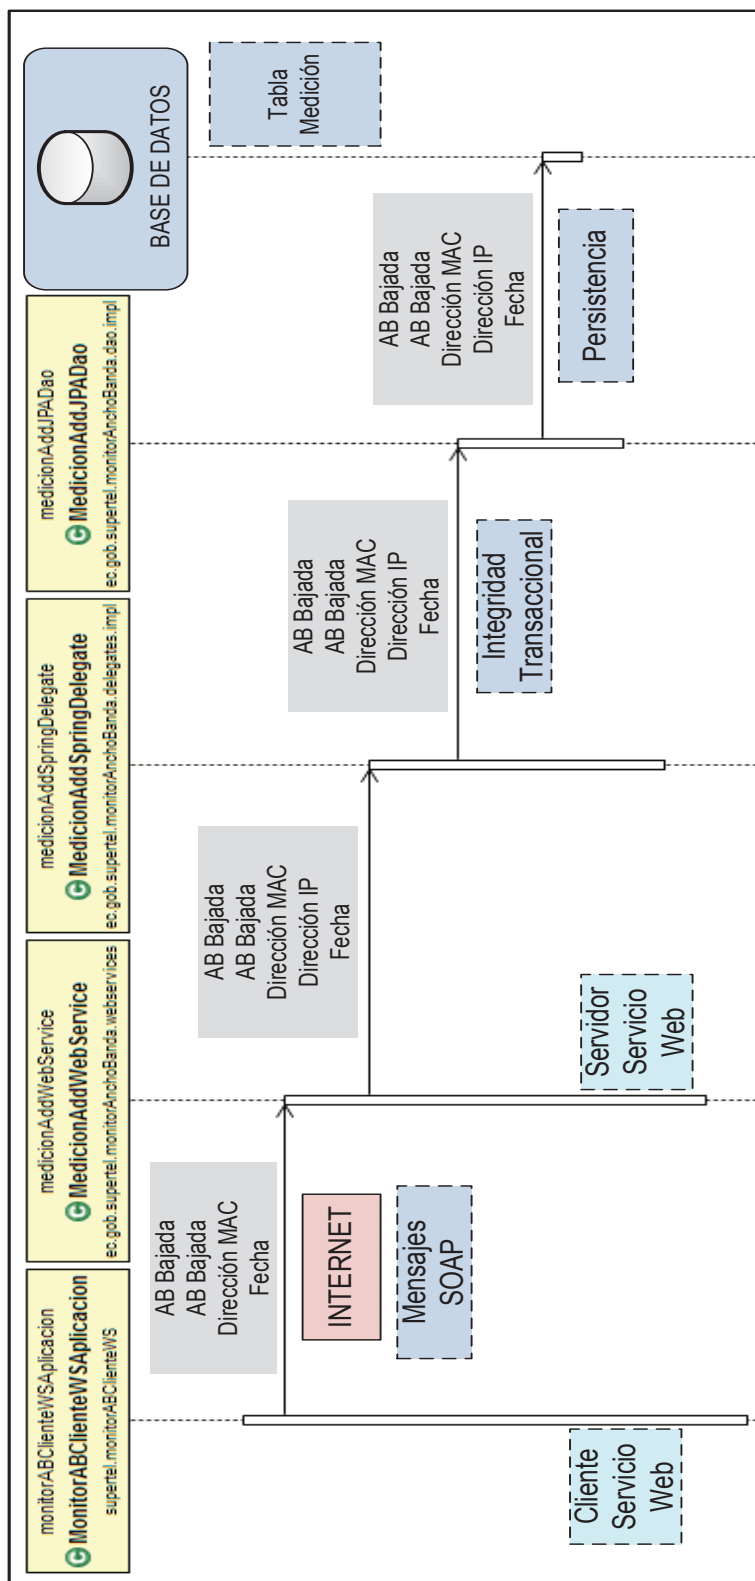 monitorABClienteWSAplicacion
MonitorABClienteWSAplicacion
supertel.monitorABClienteWS
medicionAddWebService
MedicionAddWebService
ec.gob.supertel.monitorAnchoBanda.webservices
medicionAddSpringDelegate
MedicionAddSpringDelegate
ec.gob.supertel.monitorAnchoBanda.delegates.impl
medicionAddJPADao
MedicionAddJPADao
ec.gob.supertel.monitorAnchoBanda.dao.impl
BASE DE DATOS
Tabla
Medición
AB Bajada
AB Bajada
Dirección MAC
Fecha
INTERNET
Mensajes
SOAP
Cliente
Servicio
Web
AB Bajada
AB Bajada
Dirección MAC
Dirección IP
Fecha
Servidor
Servicio
Web
AB Bajada
AB Bajada
Dirección MAC
Dirección IP
Fecha
Integridad
Transaccional
AB Bajada
AB Bajada
Dirección MAC
Dirección IP
Fecha
Persistencia